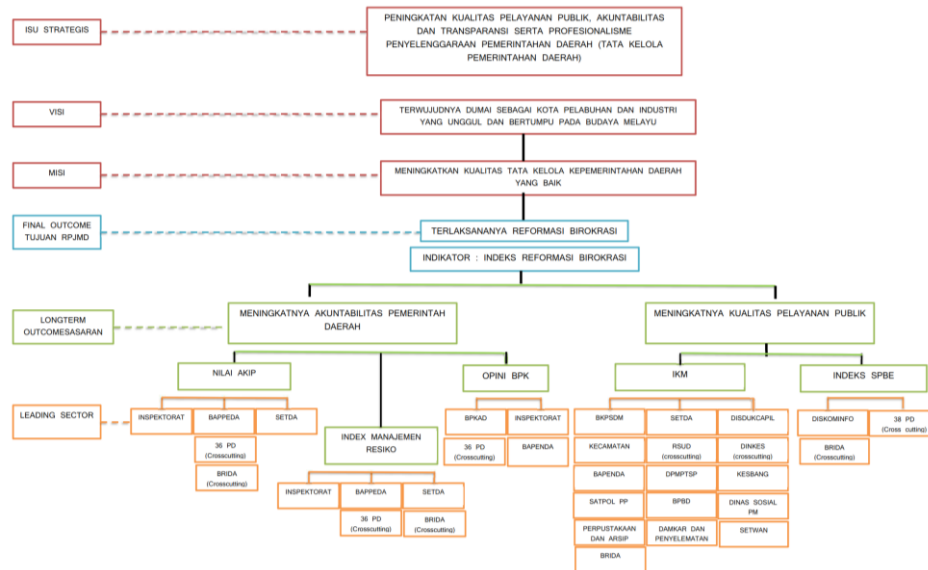 ISU STRATEGIS
PENINGKATAN KUALITAS PELAYANAN PUBLIK, AKUNTABILITAS
DAN TRANSPARANSI SERTA PROFESIONALISME
PENYELENGGARAAN PEMERINTAHAN DAERAH (TATA KELOLA
PEMERINTAHAN DAERAH)
VISI
TERWUJUDNYA DUMAI SEBAGAI KOTA PELABUHAN DAN INDUSTRI
YANG UNGGUL DAN BERTUMPU PADA BUDAYA MELAYU
MISI
MENINGKATKAN KUALITAS TATA KELOLA KEPEMERINTAHAN DAERAH
YANG BAIK
FINAL OUTCOME
TUJUAN RPJMD
TERLAKSANANYA REFORMASI BIROKRASI
INDIKATOR : INDEKS REFORMASI BIROKRASI
LONGTERM
OUTCOMESASARAN
MENINGKATNYA AKUNTABILITAS PEMERINTAH
DAERAH
MENINGKATNYA KUALITAS PELAYANAN PUBLIK
NILAI AKIP
OPINI BPK
IKM
INDEKS SPBE
LEADING SECTOR
INSPEKTORAT
BAPPEDA
SETDA
36 PD
(Crosscutting)
BRIDA
(Crosscutting)
INDEX MANAJEMEN
RESIKO
INSPEKTORAT
BAPPEDA
SETDA
36 PD
(Crosscutting)
BRIDA
(Crosscutting)
BPKAD
INSPEKTORAT
36 PD
(Crosscutting)
BAPENDA
BKPSDM
SETDA
DISDUKCAPIL
KECAMATAN
RSUD
(crosscutting)
DINKES
(crosscutting)
BAPENDA
DPMPTSP
KESBANG
SATPOL PP
BPBD
DINAS SOSIAL
PM
PERPUSTAKAAN
DAN ARSIP
DAMKAR DAN
PENYELEMATAN
SETWAN
BRIDA
DISKOMINFO
38 PD
(Cross cutting)
BRIDA
(Crosscutting)